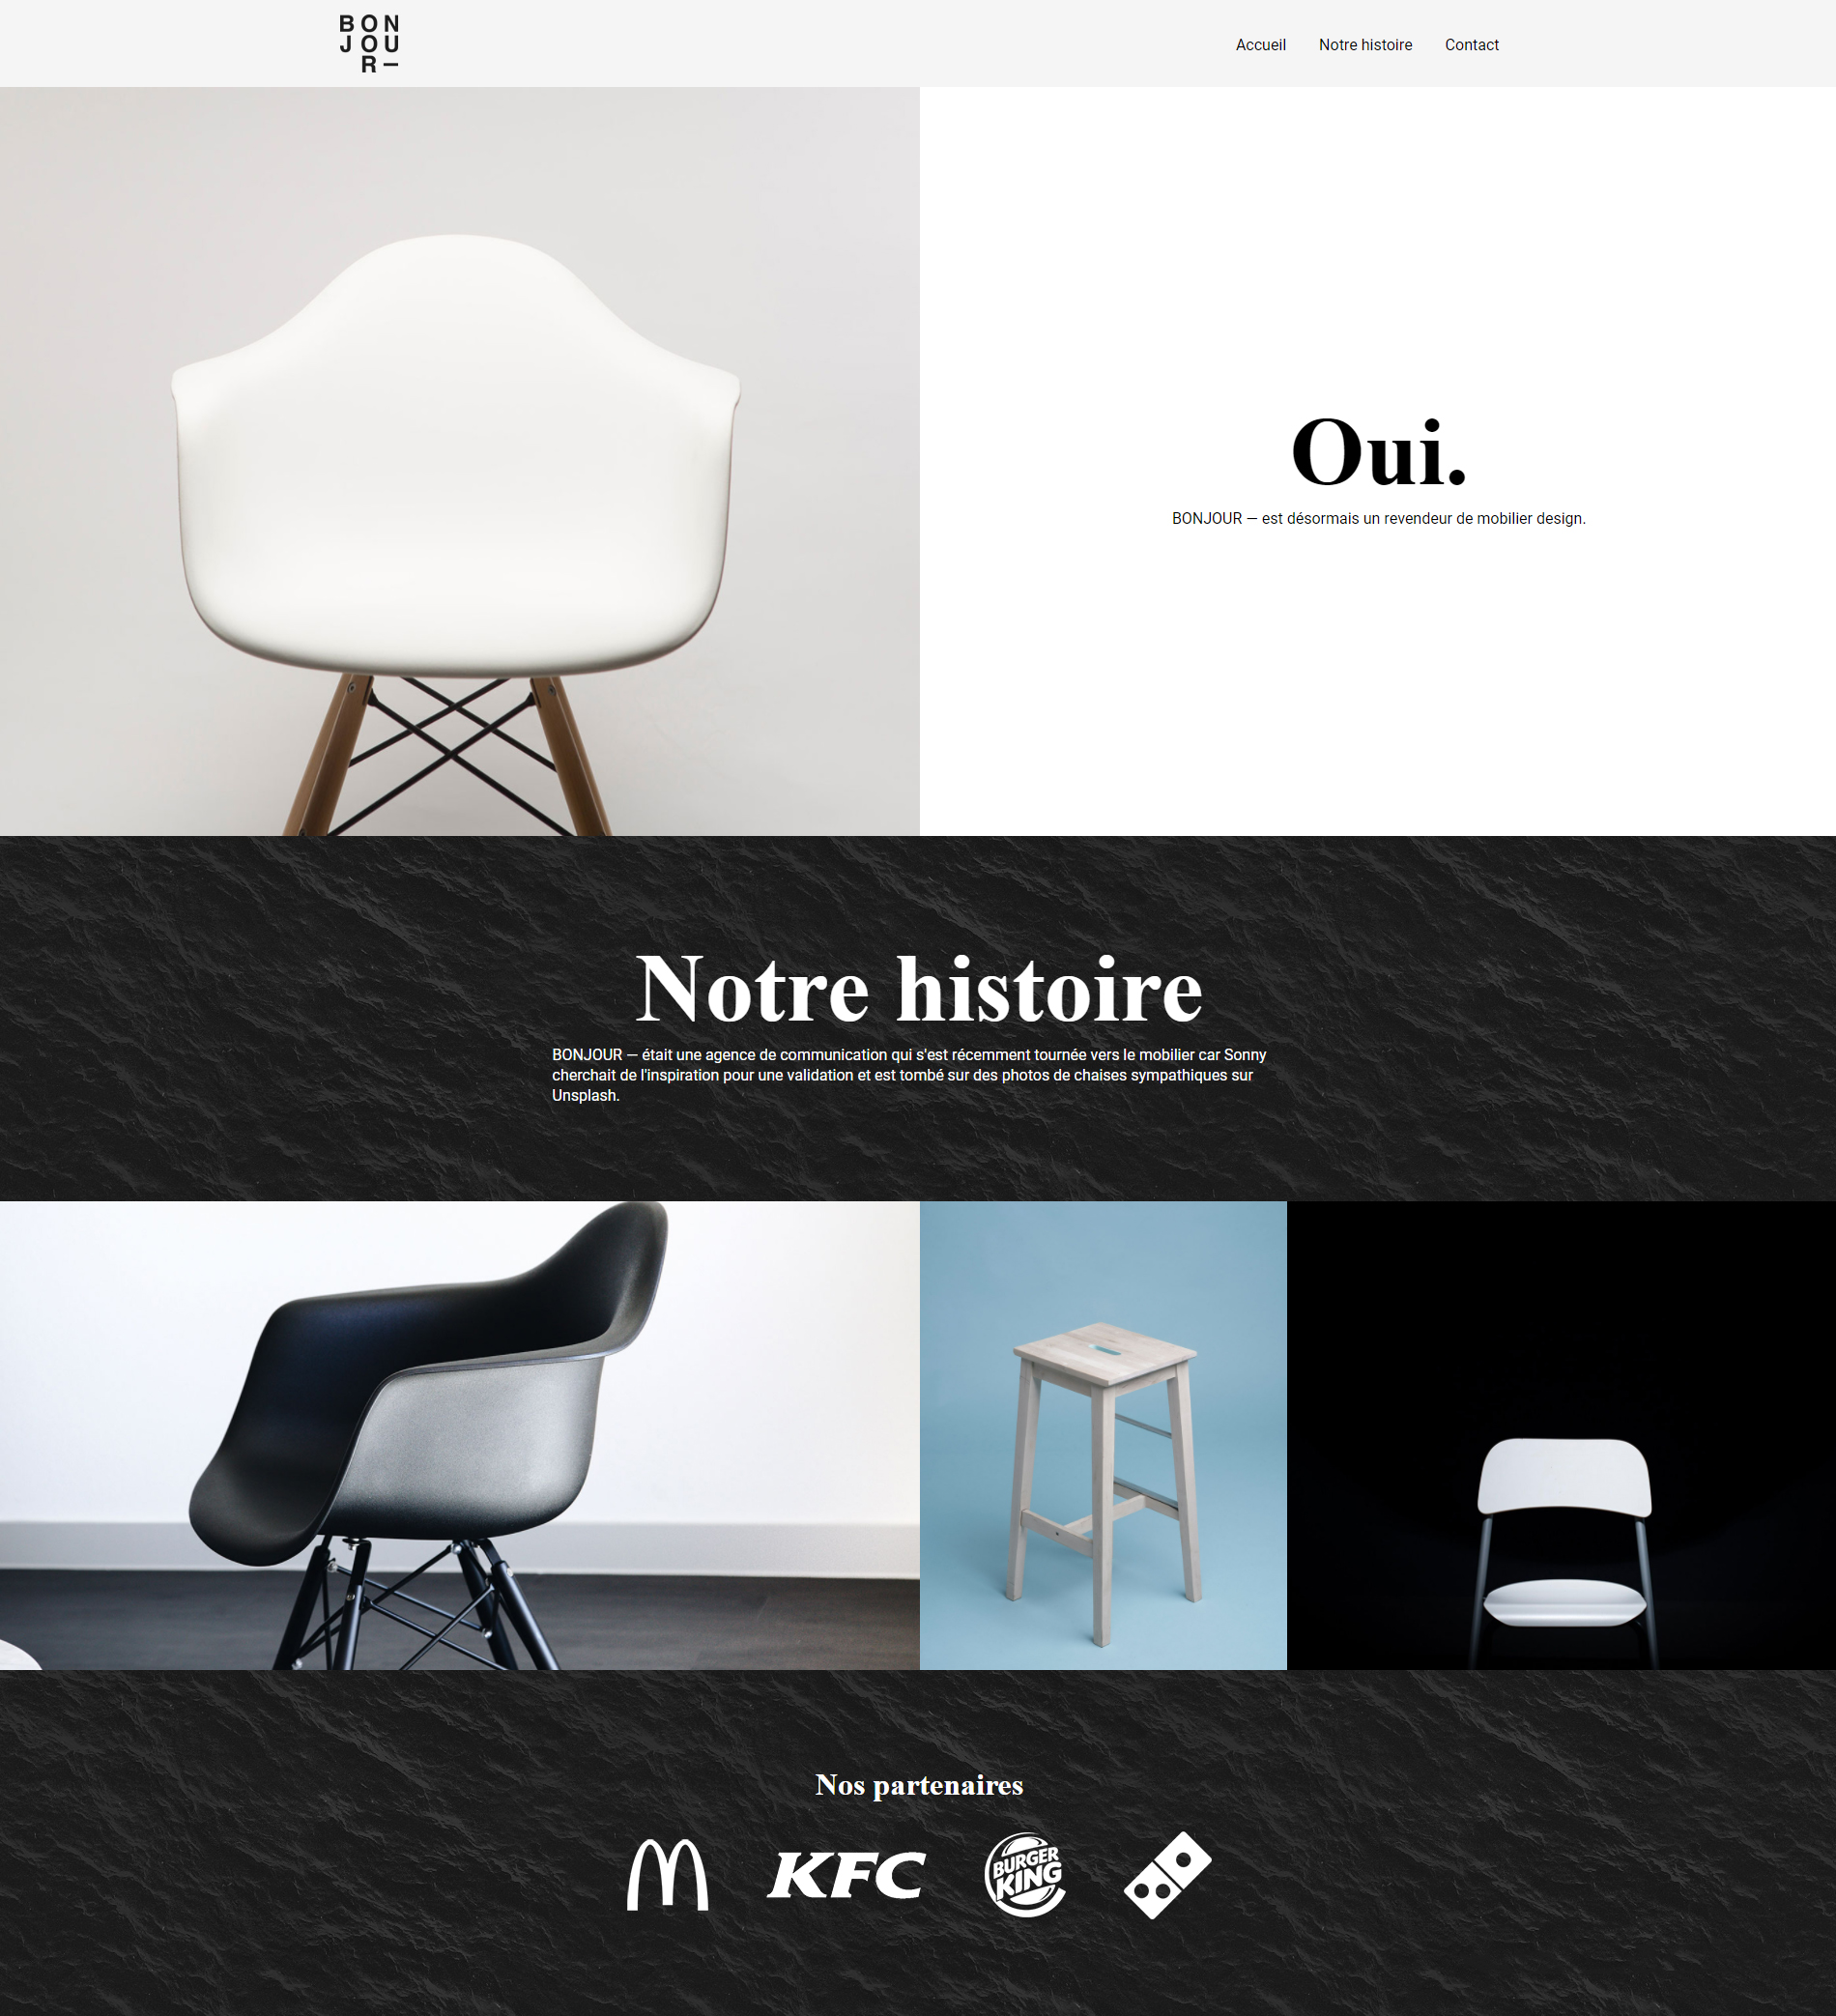 BON
JOU
R —
Accueil Notre histoire Contact
Oui.
BONJOUR — est désormais un revendeur de mobilier design.
Notre histoire
BONJOUR — était une agence de communication qui s'est récemment tournée vers le mobilier car Sonny
cherchait de l'inspiration pour une validation et est tombé sur des photos de chaises sympathiques sur
Unsplash.
Nos partenaires
KFC
BURGER
KING